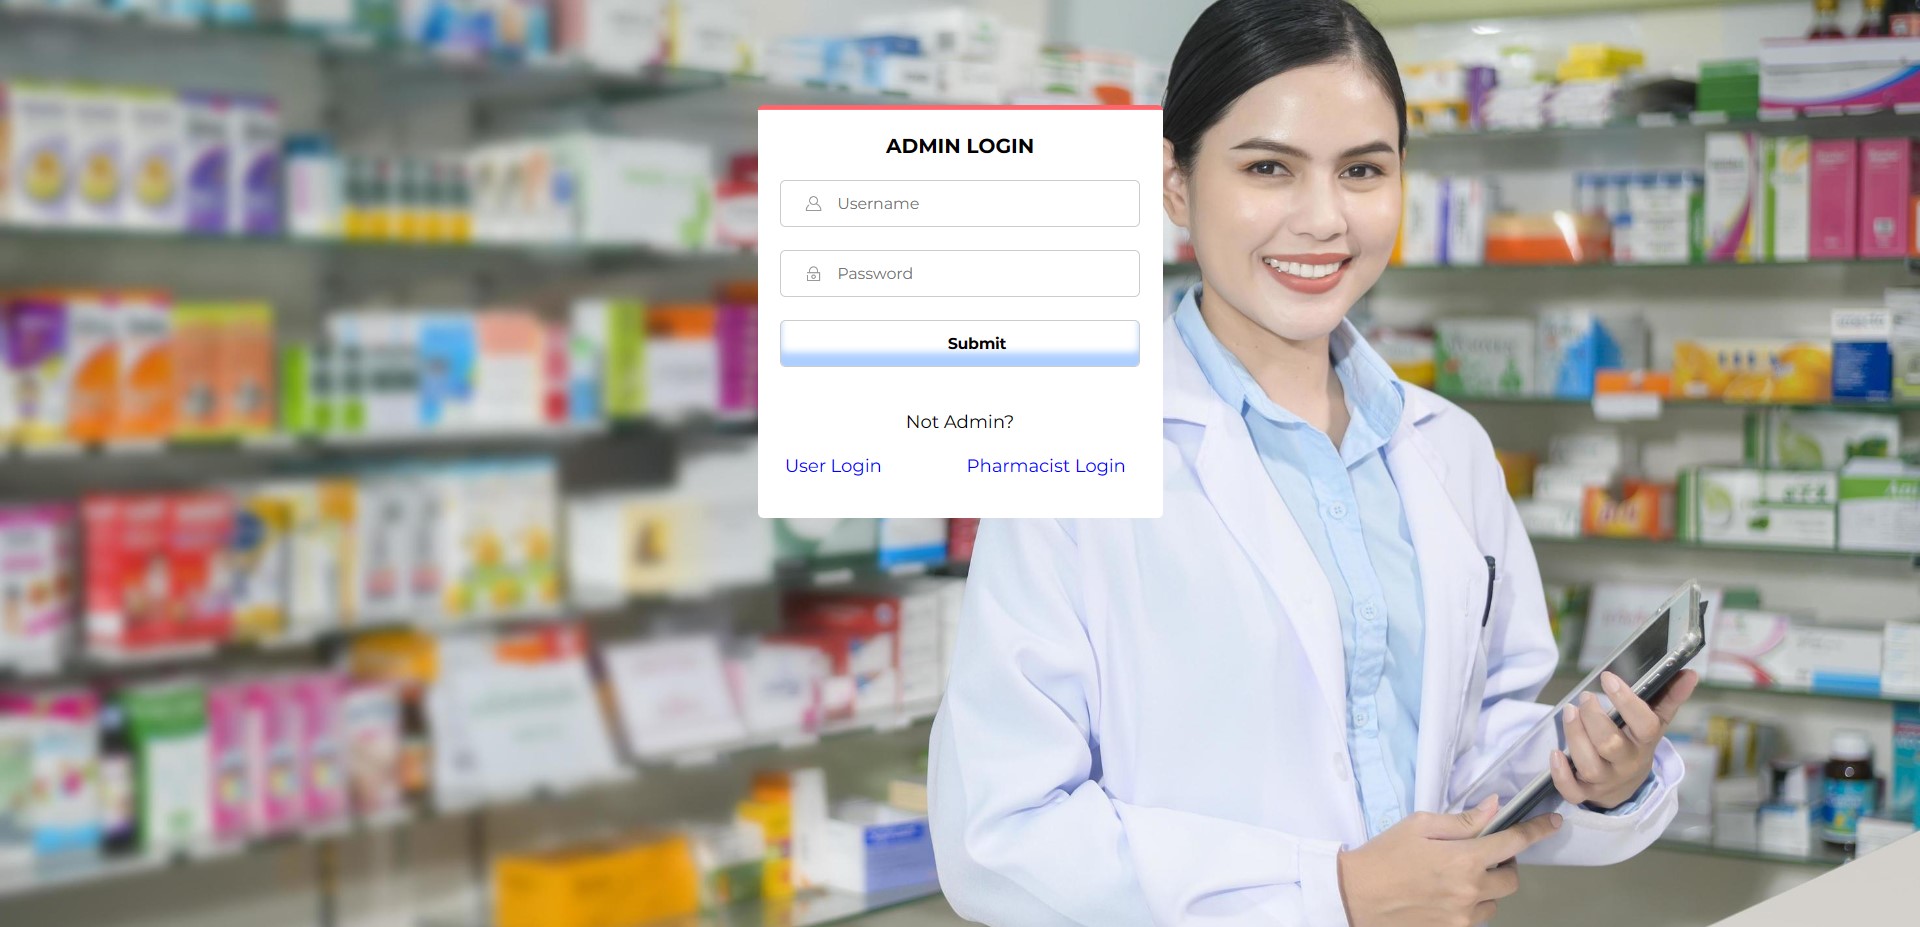 ADMIN LOGIN
Username
Password
Submit
Not Admin?
User Login
Pharmacist Login